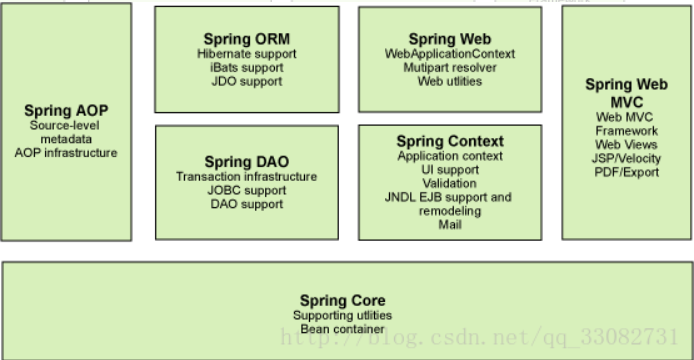 Spring AOP
Source-level
metadata
AOP infrastructure
Spring ORM
Hibernate support
iBats support
JDO support
Spring DAO
Transaction infrastructure
JOBC support
DAO support
Spring Web
WebApplicationContext
Mutipart resolver
Web utlities
Spring Context
Application context
UI support
Validation
JNDL EJB support and
remodeling
Mail
Spring Web
MVC
Web MVC
Framework
Web Views
JSP/Velocity
PDF/Export
Spring Core
Supporting utlities
Bean container
http://blog.csdn.net/qq_33082731